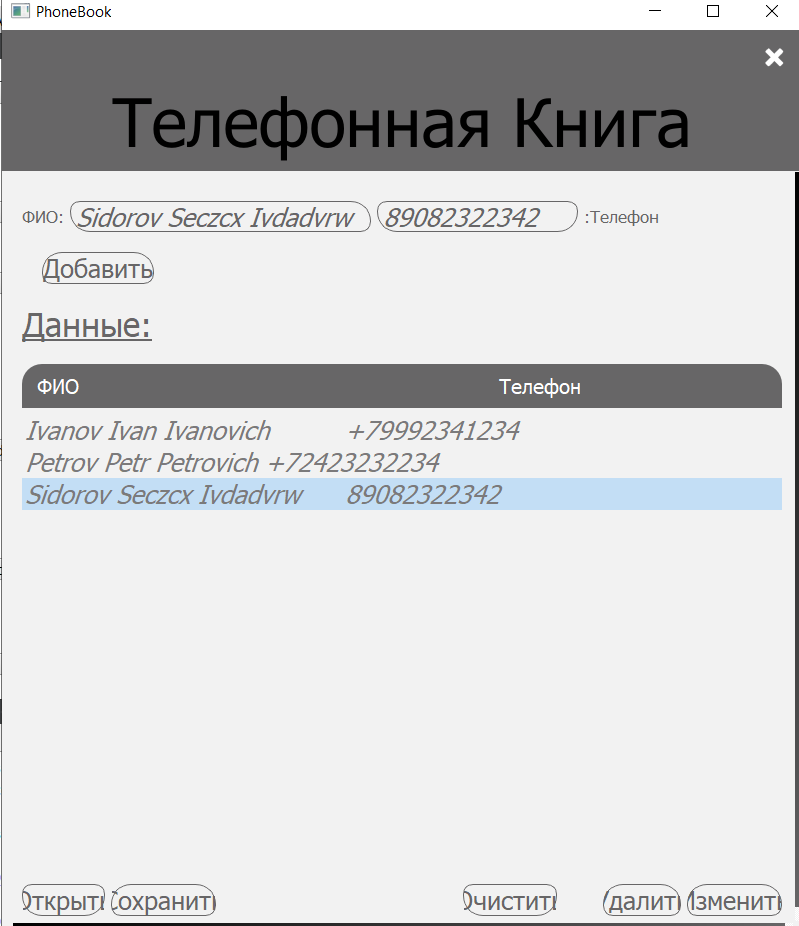 PhoneBook
Телефонная Книга
ФИО: Sidorov Seczcx Ivdadvrw 89082322342 :Телефон
Добавить
Данные:
ФИО Телефон
Ivanov Ivan Ivanovich +79992341234
Petrov Petr Petrovich +72423232234
Sidorov Seczcx Ivdadvrw 89082322342
Открыть Сохранить Очистить Удалить Изменить